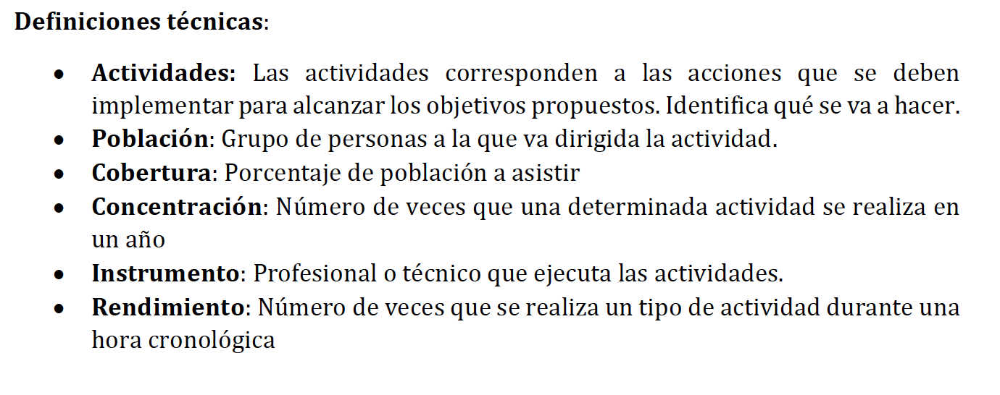 Definiciones técnicas:
• Actividades: Las actividades corresponden a las acciones que se deben
implementar para alcanzar los objetivos propuestos. Identifica qué se va a hacer.
• Población: Grupo de personas a la que va dirigida la actividad.
• Cobertura: Porcentaje de población a asistir
• Concentración: Número de veces que una determinada actividad se realiza en
un año
• Instrumento: Profesional o técnico que ejecuta las actividades.
• Rendimiento: Número de veces que se realiza un tipo de actividad durante una
hora cronológica